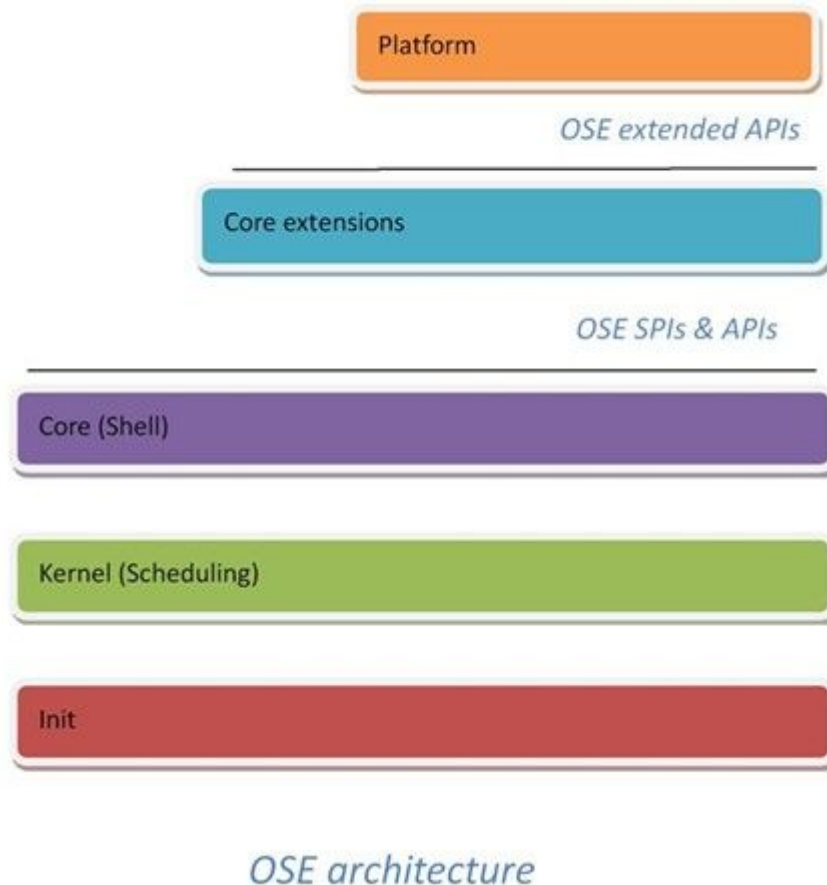 Platform
OSE extended APIs
Core extensions
OSE SPIs & APIs
Core (Shell)
Kernel (Scheduling)
Init
OSE architecture